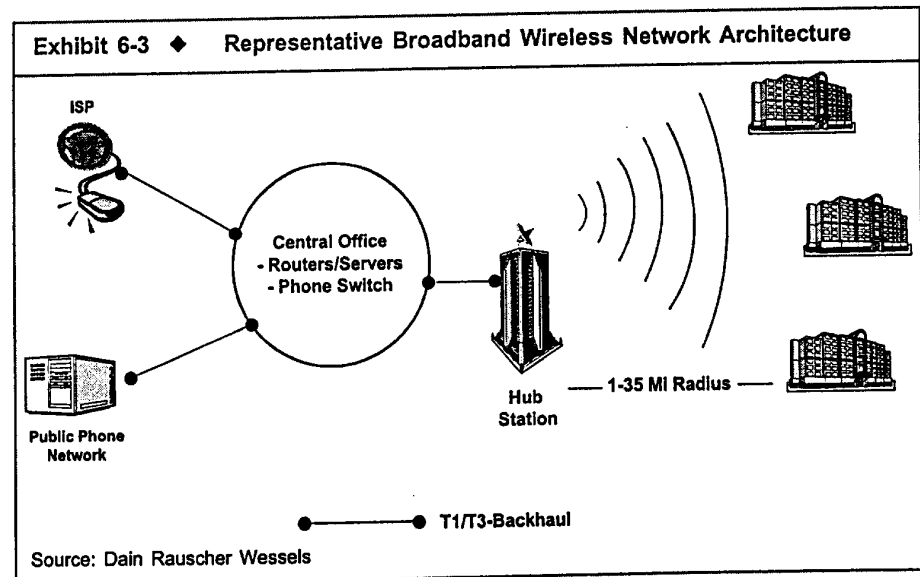 Exhibit 6-3 ◆ Representative Broadband Wireless Network Architecture
ISP
Central Office
- Routers/Servers
- Phone Switch
Public Phone
Network
Hub
Station
1-35 Mi Radius
T1/T3-Backhaul
Source: Dain Rauscher Wessels